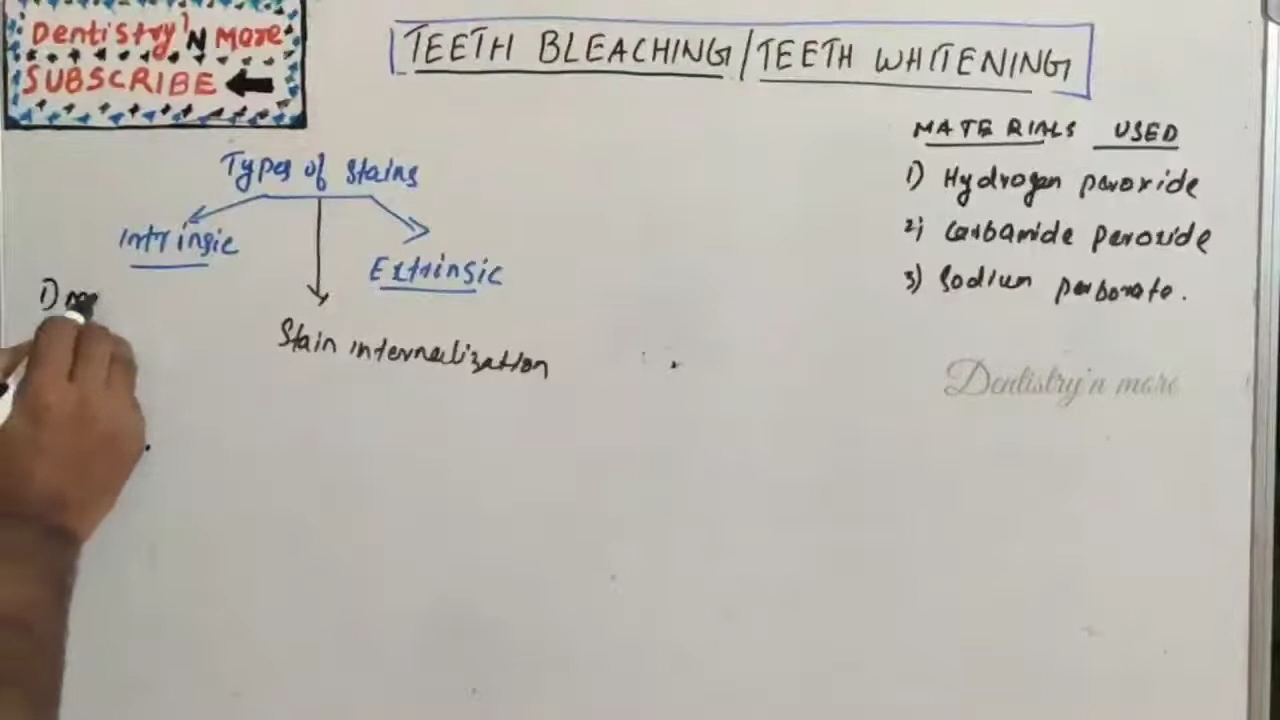 Dentistry'N More
SUBSCRIBE
TEETH BLEACHING/TEETH WHITENING
Types of Stains
Intrinsic
Extrinsic
Stain internalization
1)
MATERIALS USED
1) Hydrogen peroxide
2) Carbamide peroxide
3) Sodium perborate.
Dentistry'n more